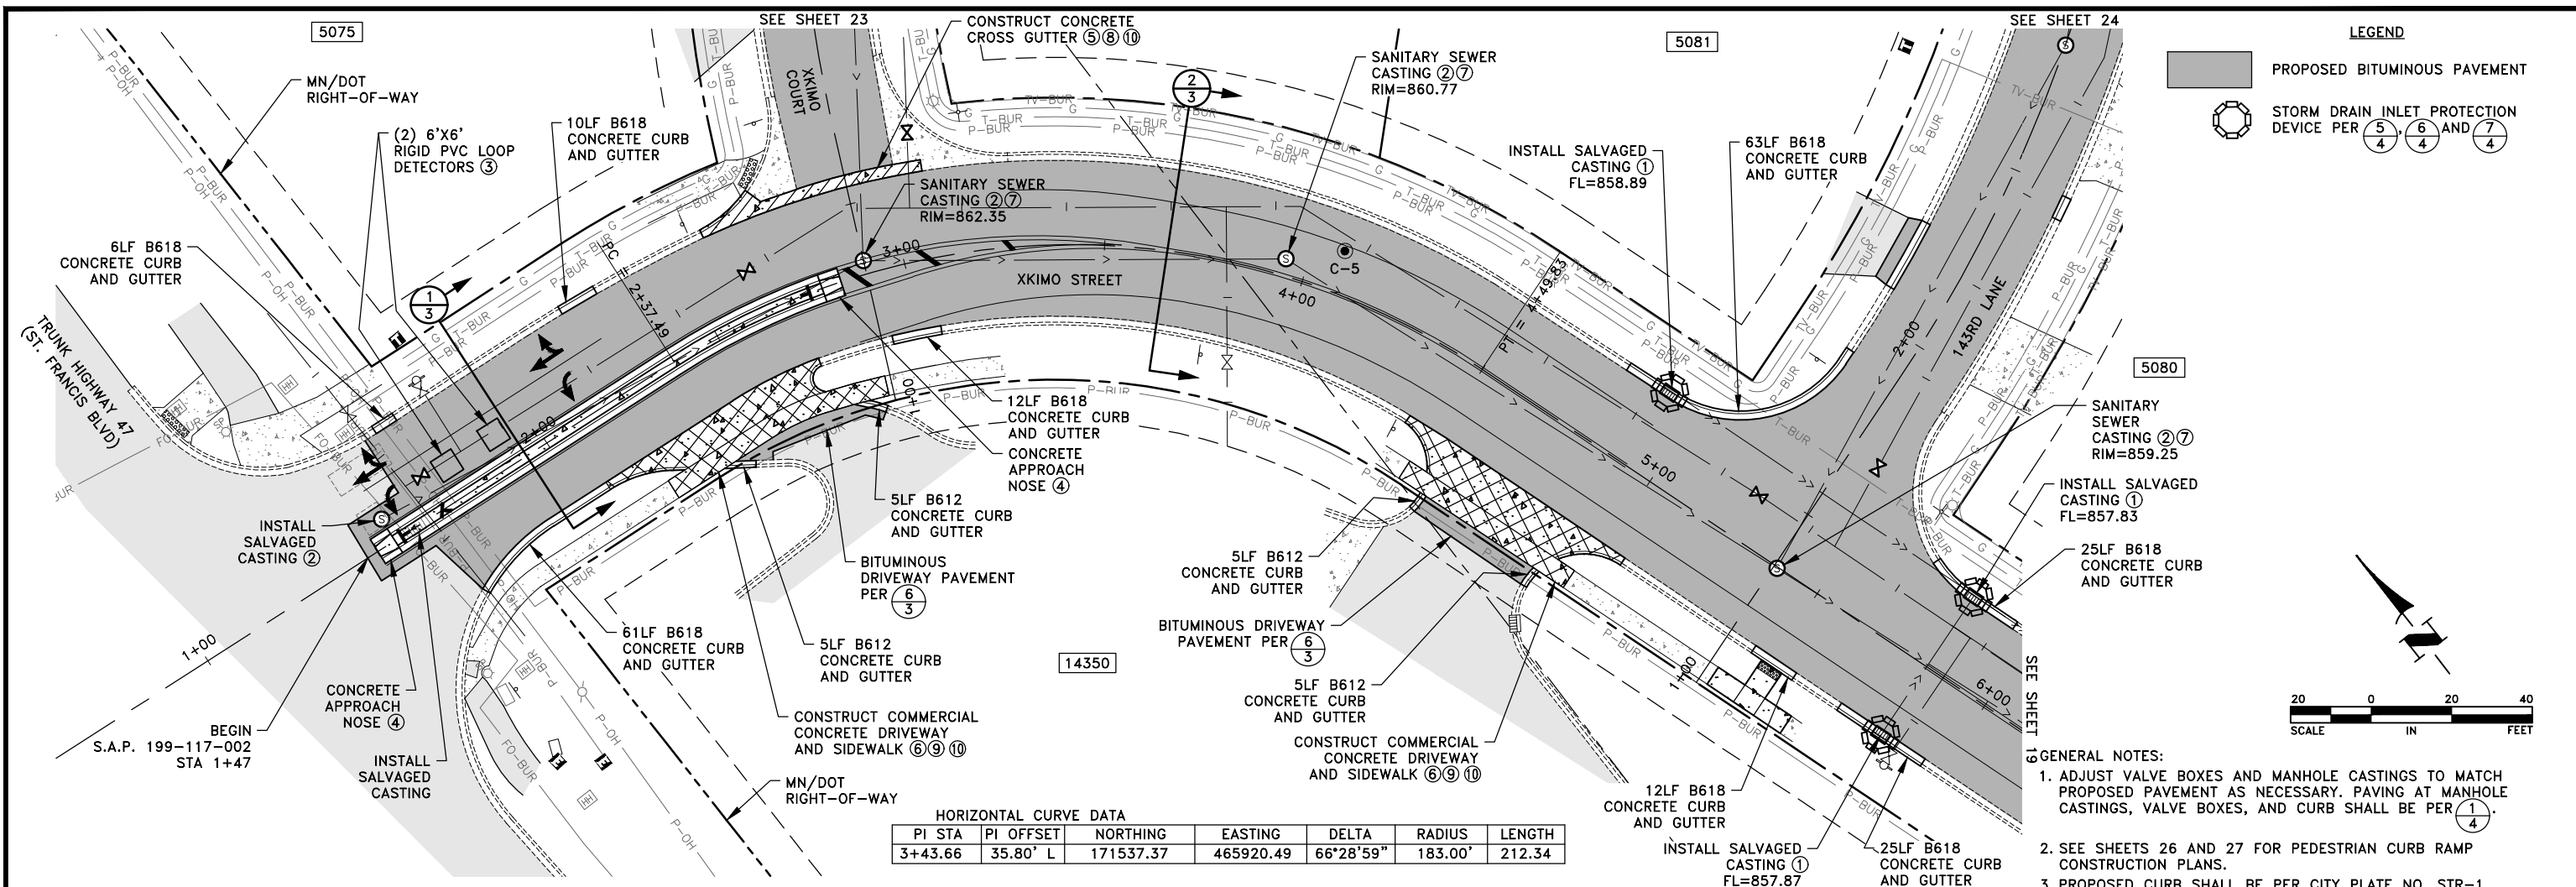 SEE SHEET 23
SEE SHEET 24
5075
CONSTRUCT CONCRETE
CROSS GUTTER ⑤⑧⑩
5081
LEGEND
PROPOSED BITUMINOUS PAVEMENT
STORM DRAIN INLET PROTECTION
DEVICE PER 5/4, 6/4 AND 7/4
MN/DOT
RIGHT-OF-WAY
XKIMO
COURT
2
3
SANITARY SEWER
CASTING ②⑦
RIM=860.77
(2) 6'X6'
RIGID PVC LOOP
DETECTORS ③
10LF B618
CONCRETE CURB
AND GUTTER
INSTALL SALVAGED
CASTING ①
FL=858.89
63LF B618
CONCRETE CURB
AND GUTTER
SANITARY SEWER
CASTING ②⑦
RIM=862.35
6LF B618
CONCRETE CURB
AND GUTTER
1
3
PC = 2+37.49
3+00
XKIMO STREET
C-5
4+00
PT = 4+49.83
2+00
143RD LANE
5080
TRUNK HIGHWAY 47
(ST. FRANCIS BLVD)
2+00
12LF B618
CONCRETE CURB
AND GUTTER
CONCRETE
APPROACH
NOSE ④
5+00
SANITARY
SEWER
CASTING ②⑦
RIM=859.25
INSTALL
SALVAGED
CASTING ②
5LF B612
CONCRETE CURB
AND GUTTER
INSTALL SALVAGED
CASTING ①
FL=857.83
BITUMINOUS
DRIVEWAY PAVEMENT
PER 6/3
5LF B612
CONCRETE CURB
AND GUTTER
25LF B618
CONCRETE CURB
AND GUTTER
1+00
61LF B618
CONCRETE CURB
AND GUTTER
5LF B612
CONCRETE CURB
AND GUTTER
14350
BITUMINOUS DRIVEWAY
PAVEMENT PER 6/3
1+00
6+00
SEE SHEET 19
CONCRETE
APPROACH
NOSE ④
5LF B612
CONCRETE CURB
AND GUTTER
BEGIN
S.A.P. 199-117-002
STA 1+47
CONSTRUCT COMMERCIAL
CONCRETE DRIVEWAY
AND SIDEWALK ⑥⑨⑩
CONSTRUCT COMMERCIAL
CONCRETE DRIVEWAY
AND SIDEWALK ⑥⑨⑩
INSTALL
SALVAGED
CASTING
MN/DOT
RIGHT-OF-WAY
12LF B618
CONCRETE CURB
AND GUTTER
INSTALL SALVAGED
CASTING ①
FL=857.87
25LF B618
CONCRETE CURB
AND GUTTER
HORIZONTAL CURVE DATA
PI STA PI OFFSET NORTHING EASTING DELTA RADIUS LENGTH
3+43.66 35.80' L 171537.37 465920.49 66°28'59" 183.00' 212.34
N
20 0 20 40
SCALE IN FEET
GENERAL NOTES:
1. ADJUST VALVE BOXES AND MANHOLE CASTINGS TO MATCH
PROPOSED PAVEMENT AS NECESSARY. PAVING AT MANHOLE
CASTINGS, VALVE BOXES, AND CURB SHALL BE PER 1/4.
2. SEE SHEETS 26 AND 27 FOR PEDESTRIAN CURB RAMP
CONSTRUCTION PLANS.
3. PROPOSED CURB SHALL BE PER CITY PLATE NO. STR-1